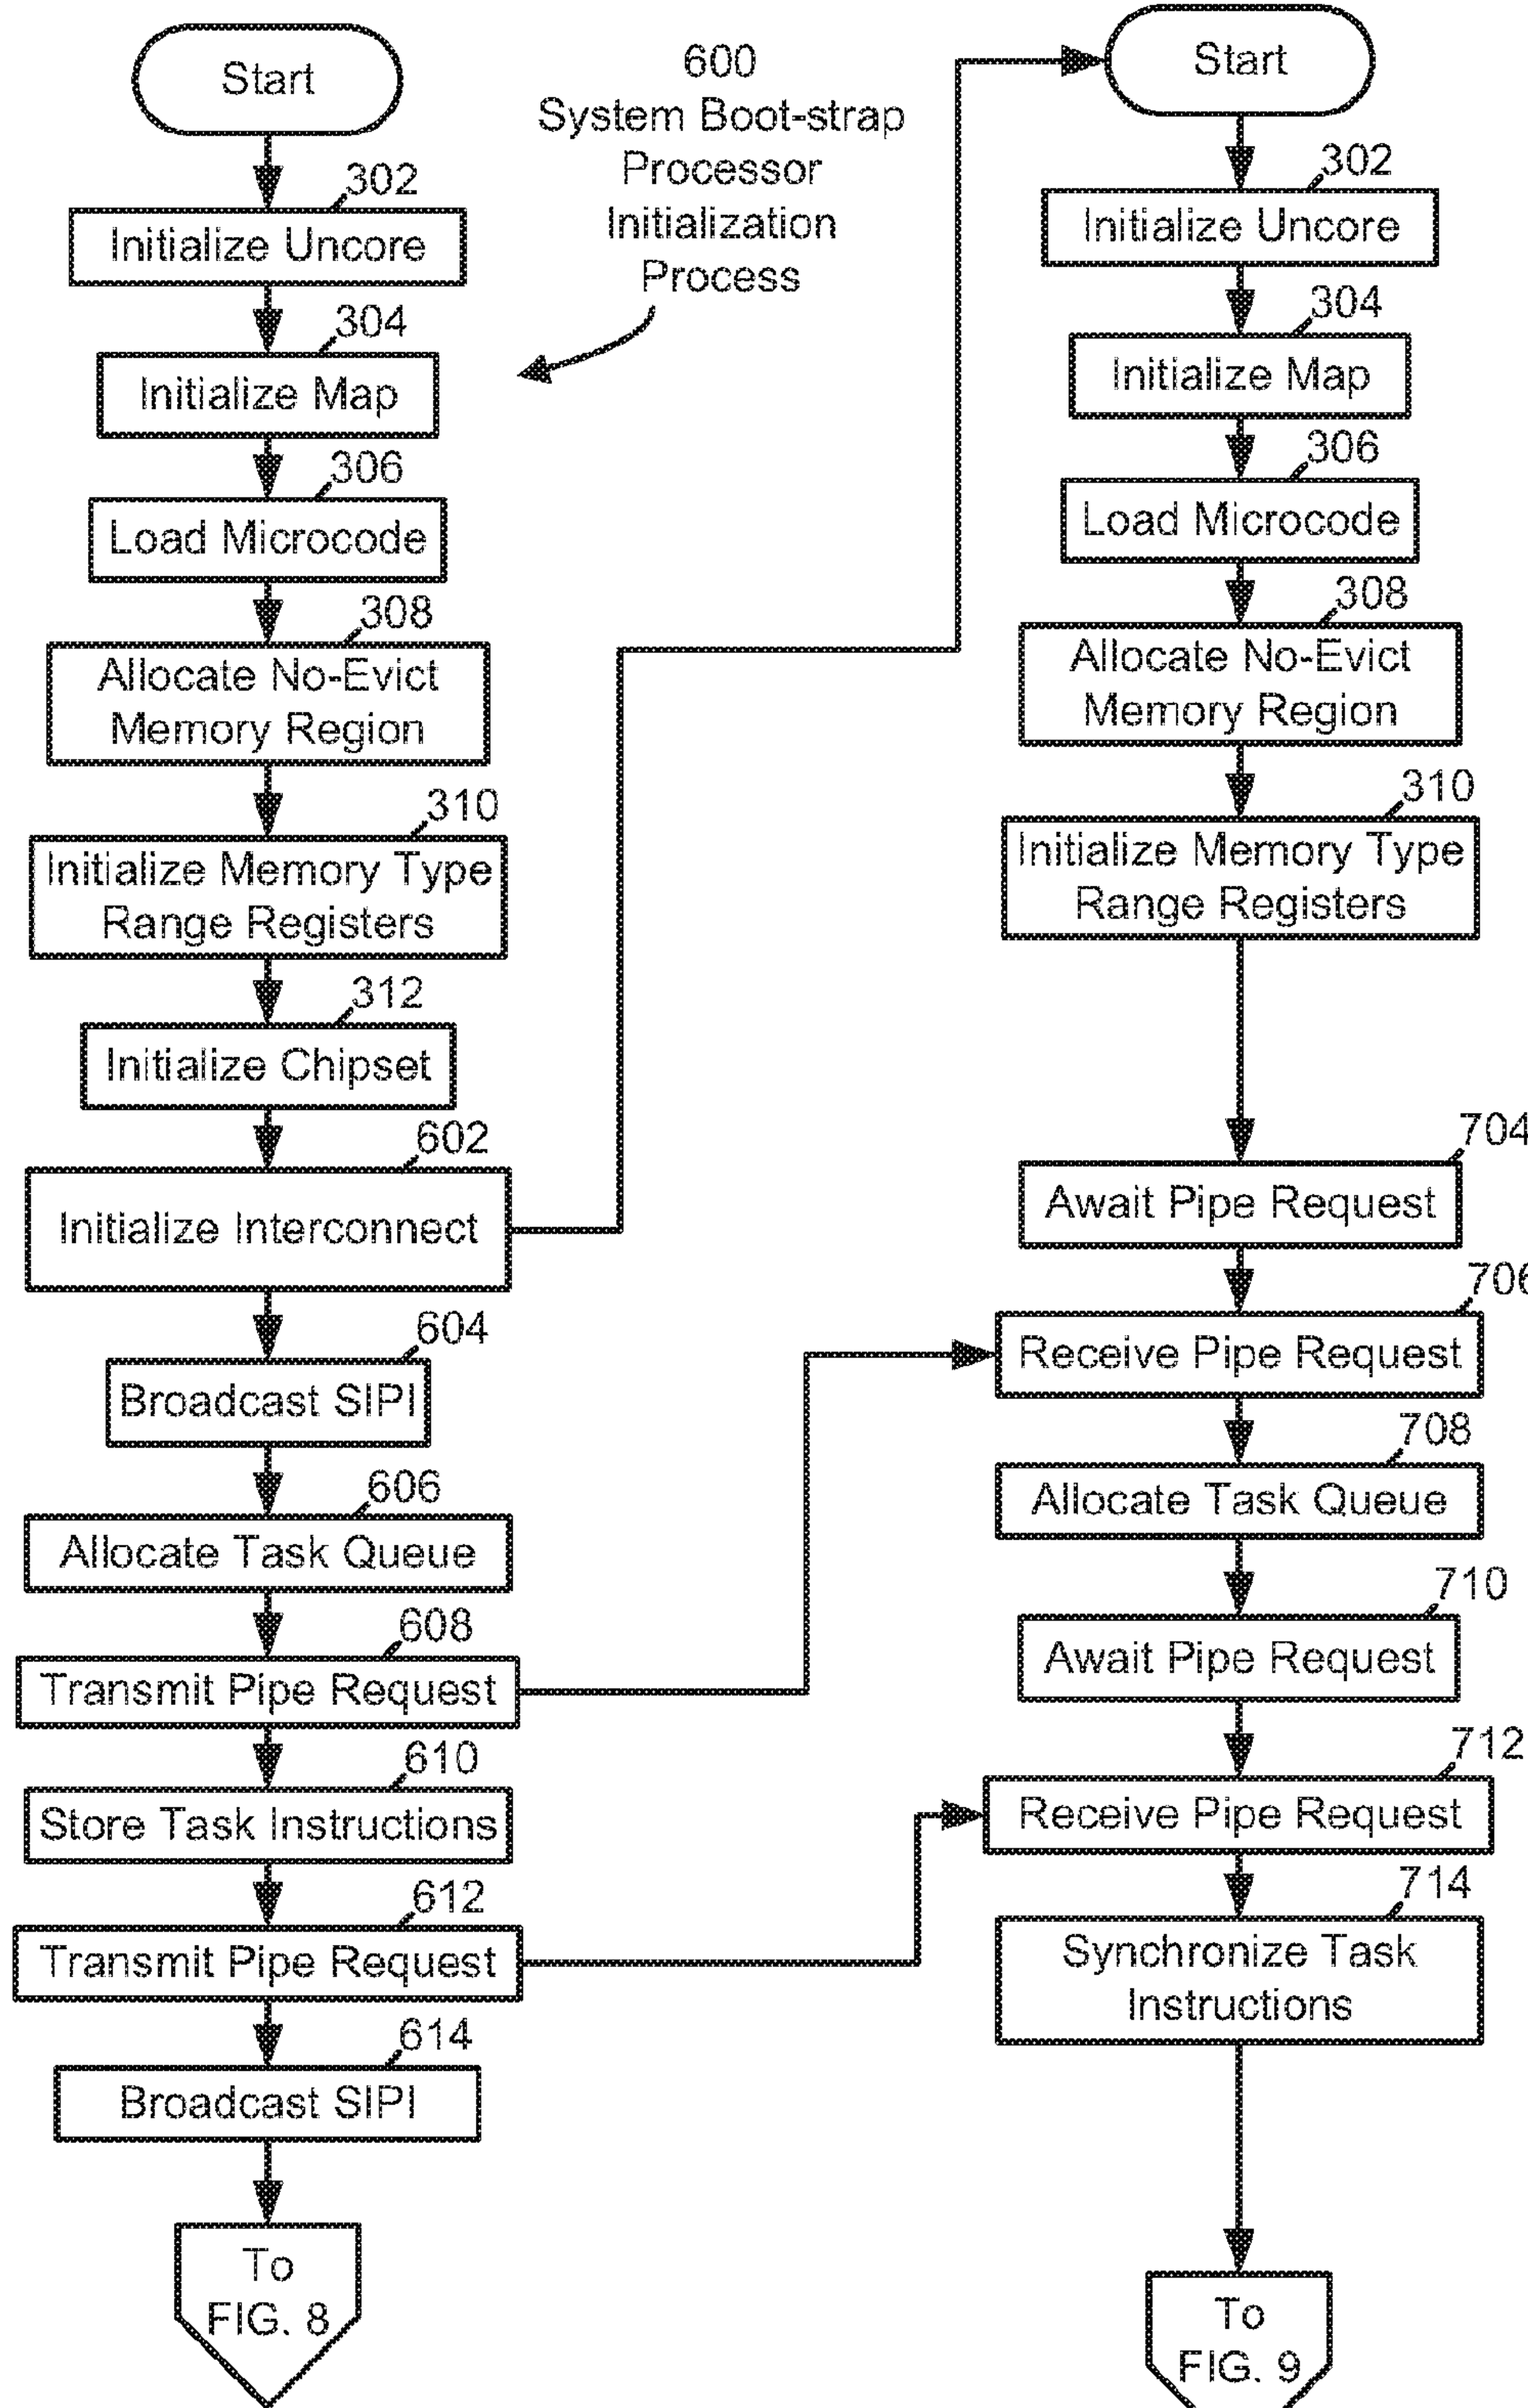 Start
302
Initialize Uncore
304
Initialize Map
306
Load Microcode
308
Allocate No-Evict
Memory Region
310
Initialize Memory Type
Range Registers
312
Initialize Chipset
602
Initialize Interconnect
604
Broadcast SIPI
606
Allocate Task Queue
608
Transmit Pipe Request
610
Store Task Instructions
612
Transmit Pipe Request
614
Broadcast SIPI
To
FIG. 8
600
System Boot-strap
Processor
Initialization
Process
Start
302
Initialize Uncore
304
Initialize Map
306
Load Microcode
308
Allocate No-Evict
Memory Region
310
Initialize Memory Type
Range Registers
704
Await Pipe Request
706
Receive Pipe Request
708
Allocate Task Queue
710
Await Pipe Request
712
Receive Pipe Request
714
Synchronize Task
Instructions
To
FIG. 9